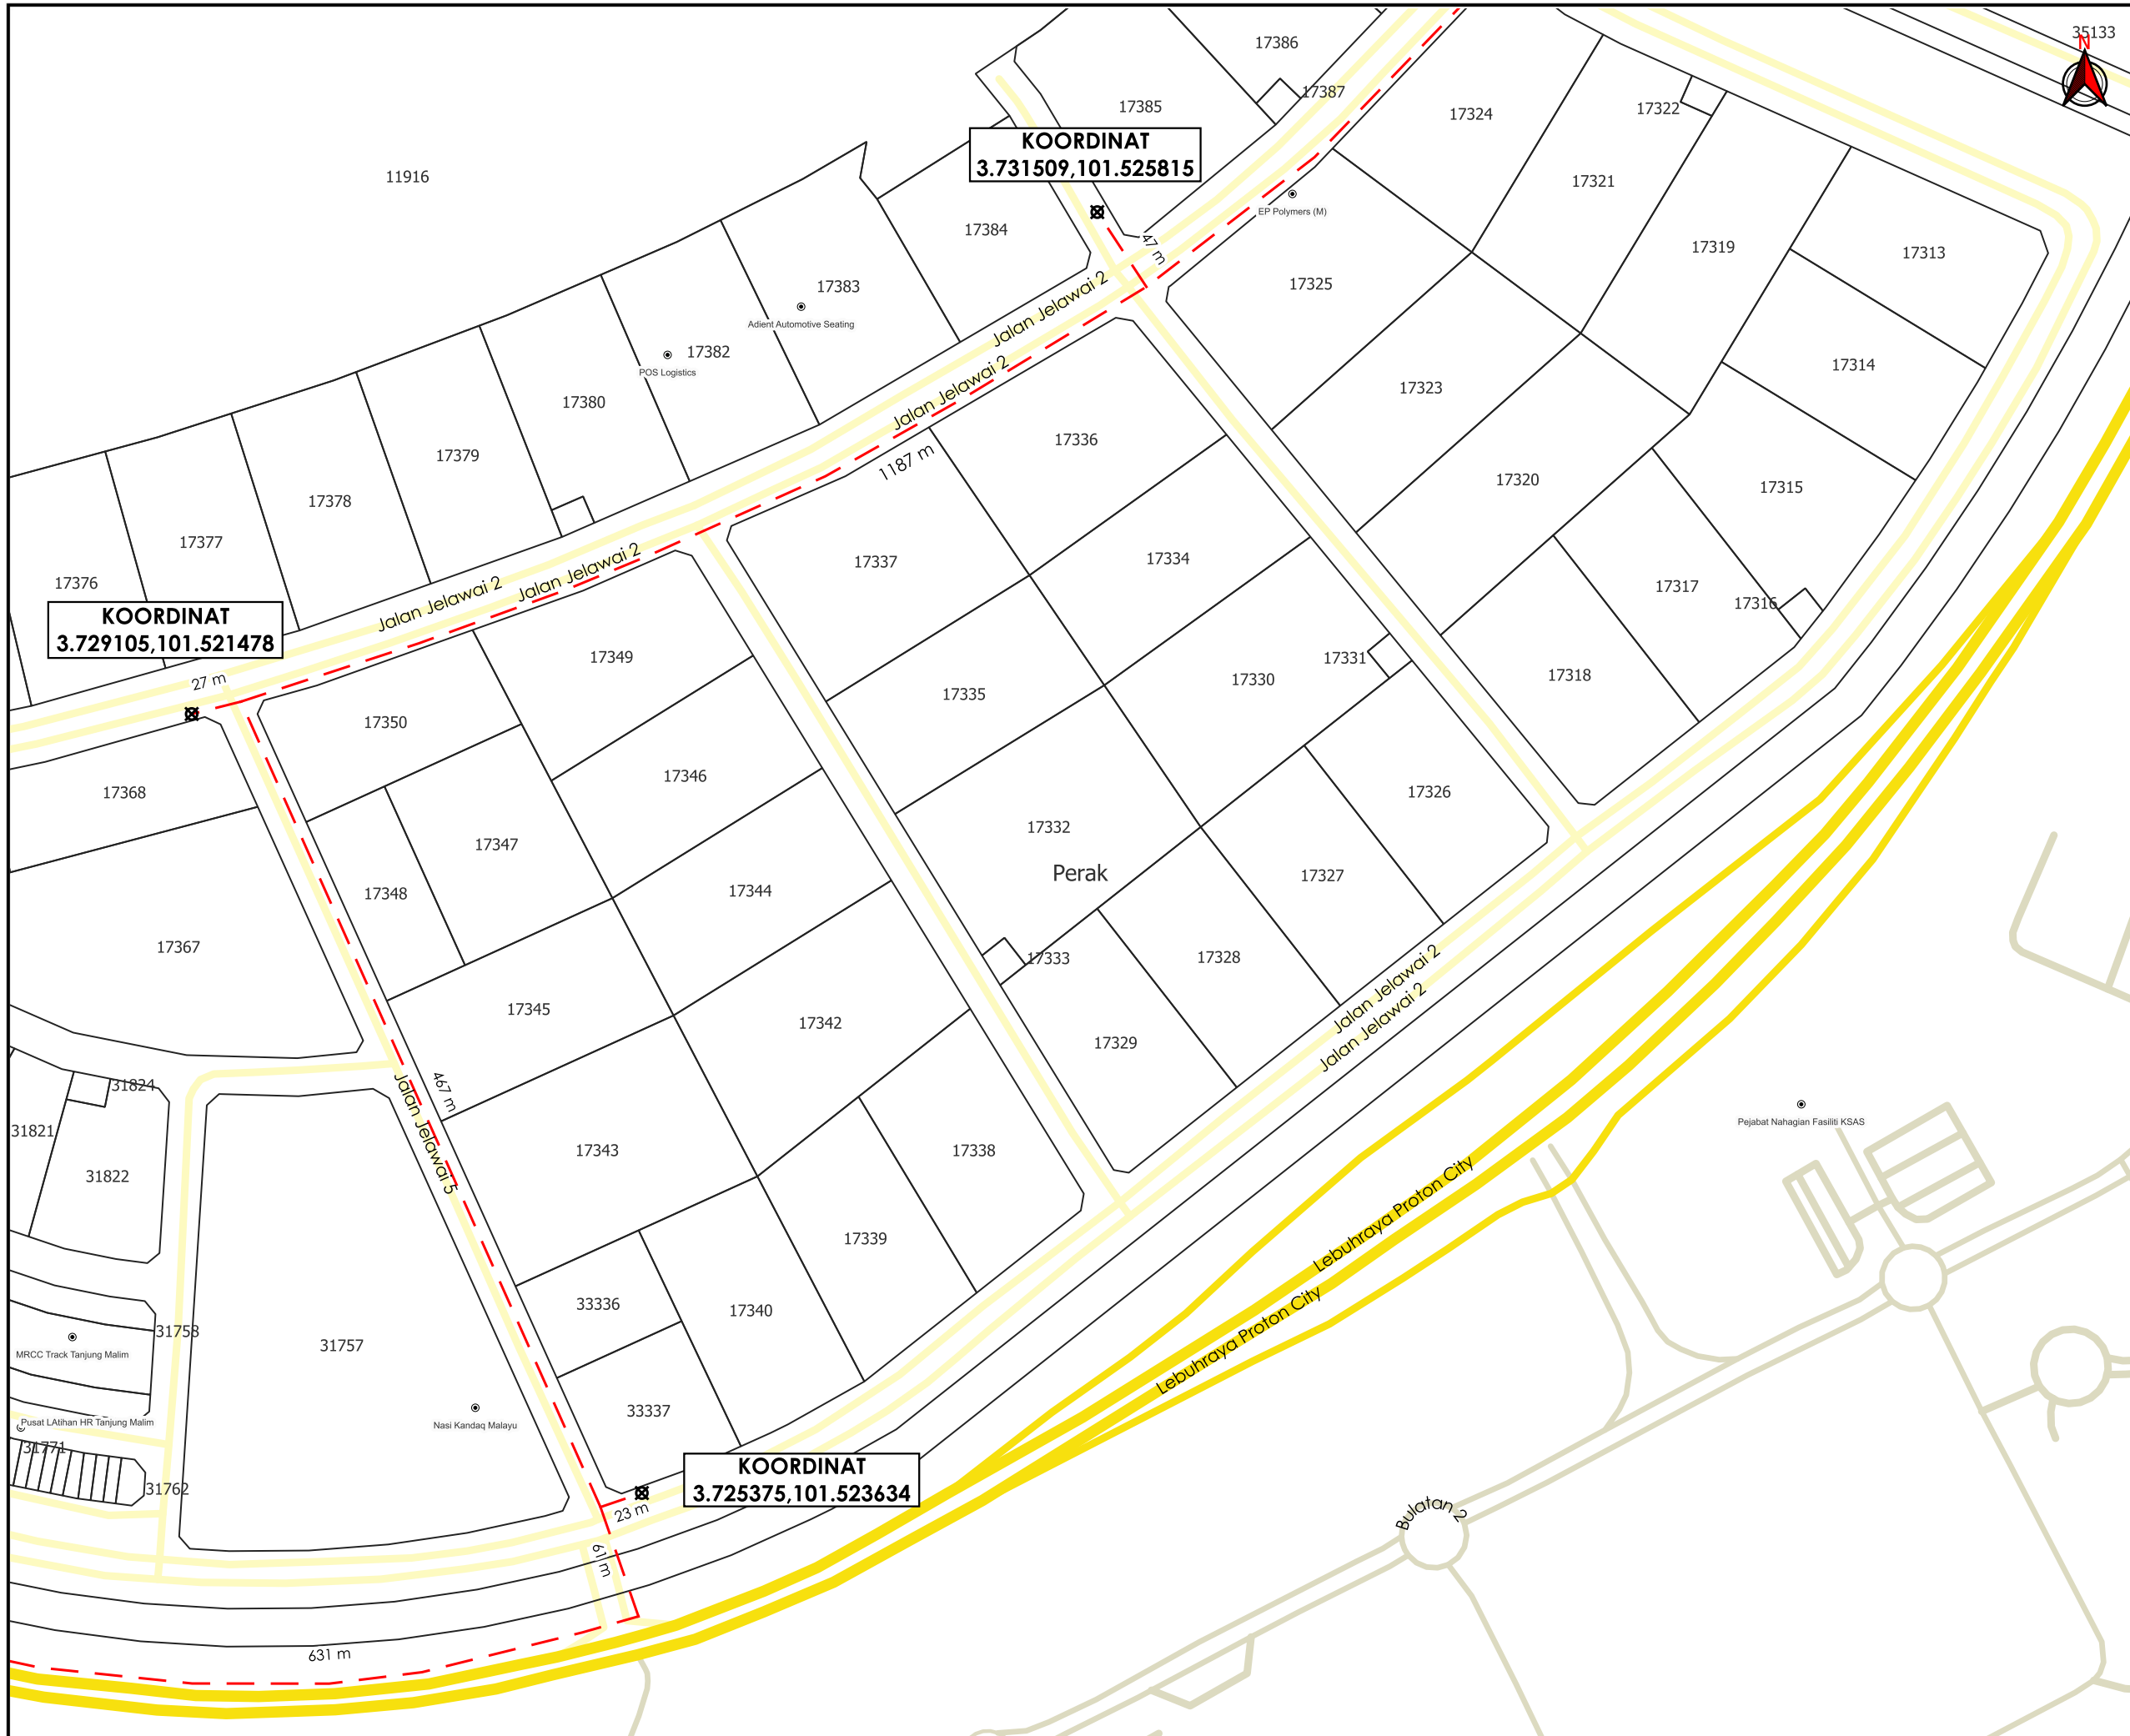 35133
N
17386
17387
17385
17324
17322
KOORDINAT
3.731509,101.525815
11916
17321
EP Polymers (M)
17384
47 m
17319
17313
17325
17383
Adient Automotive Seating
Jalan Jelawai 2
17382
POS Logistics
17314
17323
Jalan Jelawai 2
17380
17336
17379
1187 m
17320
17315
17378
17377
17337
17334
17376
Jalan Jelawai 2
Jalan Jelawai 2
17317
17316
KOORDINAT
3.729105,101.521478
17349
17331
17330
17318
27 m
17335
17350
17346
17368
17326
17332
17347
Perak
17327
17348
17344
17367
17333
17328
Jalan Jelawai 2
Jalan Jelawai 2
17345
17342
17329
31824
467 m
Jalan Jelawai 5
31821
Pejabat Nahagian Fasiliti KSAS
17343
17338
31822
Lebuhraya Proton City
17339
33336
17340
Lebuhraya Proton City
31758
MRCC Track Tanjung Malim
31757
33337
Nasi Kandaq Malayu
Pusat LAtihan HR Tanjung Malim
31771
31762
KOORDINAT
3.725375,101.523634
23 m
Bulatan 2
61 m
631 m